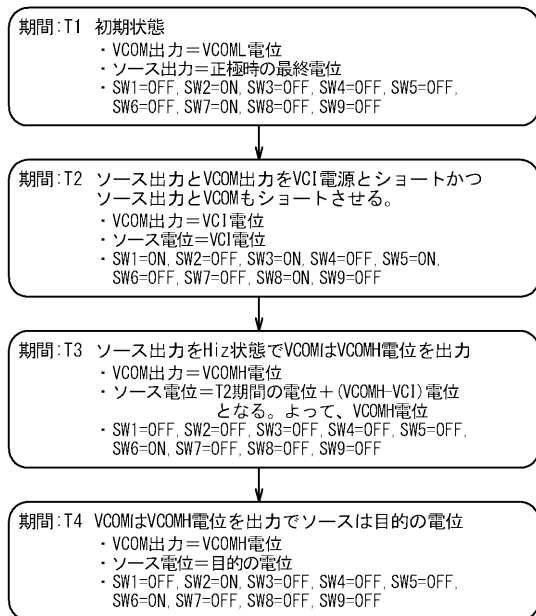 期間:T1 初期状態
・VCOM出力=VCOML電位
・ソース出力=正極時の最終電位
・SW1=OFF, SW2=ON, SW3=OFF, SW4=OFF, SW5=OFF,
SW6=OFF, SW7=ON, SW8=OFF, SW9=OFF
期間:T2 ソース出力とVCOM出力をVCI電源とショートかつ
ソース出力とVCOMもショートさせる。
・VCOM出力=VCI電位
・ソース電位=VCI電位
・SW1=ON, SW2=OFF, SW3=ON, SW4=OFF, SW5=ON,
SW6=OFF, SW7=OFF, SW8=ON, SW9=OFF
期間:T3 ソース出力をHiz状態でVCOMはVCOMH電位を出力
・VCOM出力=VCOMH電位
・ソース電位=T2期間の電位+(VCOMH-VCI)電位
となる。よって、VCOMH電位
・SW1=OFF, SW2=OFF, SW3=OFF, SW4=OFF, SW5=OFF,
SW6=ON, SW7=OFF, SW8=OFF, SW9=OFF
期間:T4 VCOMはVCOMH電位を出力でソースは目的の電位
・VCOM出力=VCOMH電位
・ソース電位=目的の電位
・SW1=OFF, SW2=ON, SW3=OFF, SW4=OFF, SW5=OFF,
SW6=ON, SW7=OFF, SW8=OFF, SW9=OFF